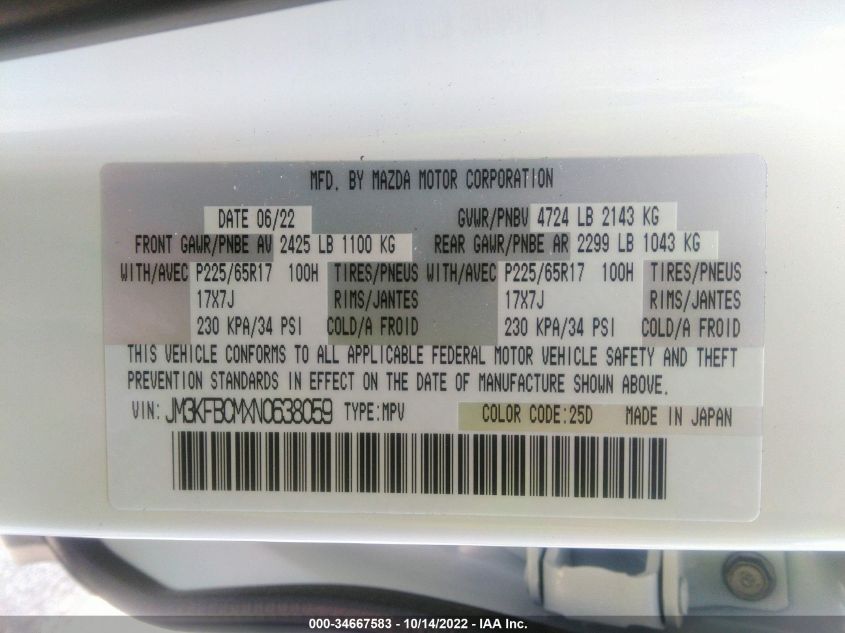 MFD. BY MAZDA MOTOR CORPORATION
DATE 06/22 GVWR/PNBV 4724 LB 2143 KG
FRONT GAWR/PNBE AV 2425 LB 1100 KG REAR GAWR/PNBE AR 2299 LB 1043 KG
WITH/AVEC P225/65R17 100H TIRES/PNEUS WITH/AVEC P225/65R17 100H TIRES/PNEUS
17X7J RIMS/JANTES 17X7J RIMS/JANTES
230 KPA/34 PSI COLD/A FROID 230 KPA/34 PSI COLD/A FROID
THIS VEHICLE CONFORMS TO ALL APPLICABLE FEDERAL MOTOR VEHICLE SAFETY AND THEFT
PREVENTION STANDARDS IN EFFECT ON THE DATE OF MANUFACTURE SHOWN ABOVE.
VIN: JM3KFBCMXN0638059 TYPE:MPV COLOR CODE:25D MADE IN JAPAN
000-34667583 - 10/14/2022 - IAA Inc.